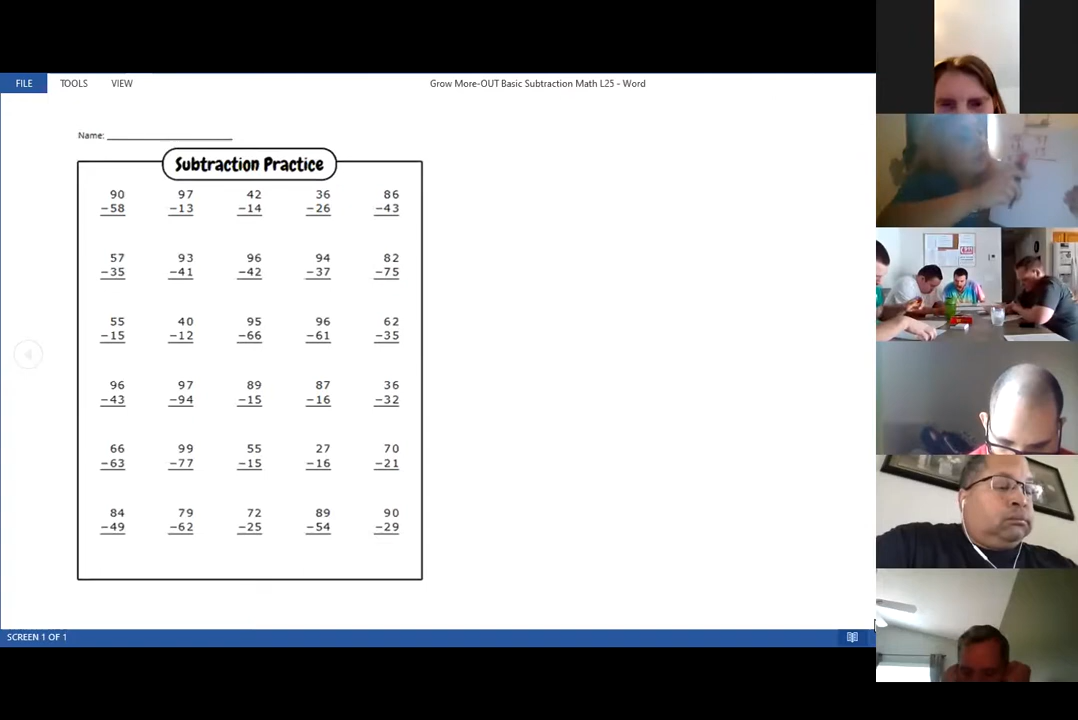 FILE TOOLS VIEW Grow More-OUT Basic Subtraction Math L25 - Word
Name: ____________________
Subtraction Practice
90 97 42 36 86
-58 -13 -14 -26 -43
57 93 96 94 82
-35 -41 -42 -37 -75
55 40 95 96 62
-15 -12 -66 -61 -35
96 97 89 87 36
-43 -94 -15 -16 -32
66 99 55 27 70
-63 -77 -15 -16 -21
84 79 72 89 90
-49 -62 -25 -54 -29
SCREEN 1 OF 1